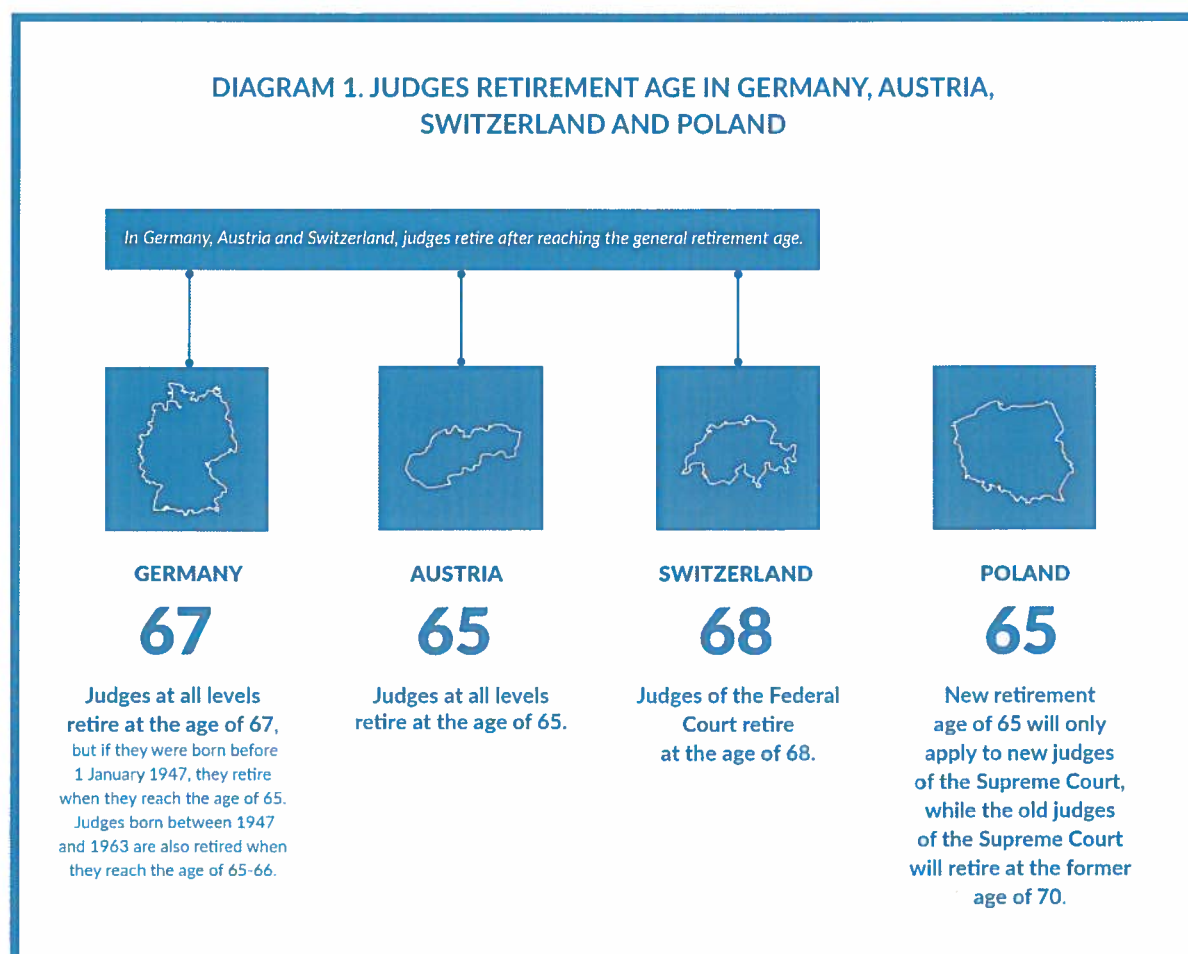 DIAGRAM 1. JUDGES RETIREMENT AGE IN GERMANY, AUSTRIA,
SWITZERLAND AND POLAND
In Germany, Austria and Switzerland, judges retire after reaching the general retirement age.
GERMANY
67
Judges at all levels
retire at the age of 67,
but if they were born before
1 January 1947, they retire
when they reach the age of 65.
Judges born between 1947
and 1963 are also retired when
they reach the age of 65-66.
AUSTRIA
65
Judges at all levels
retire at the age of 65.
SWITZERLAND
68
Judges of the Federal
Court retire
at the age of 68.
POLAND
65
New retirement
age of 65 will only
apply to new judges
of the Supreme Court,
while the old judges
of the Supreme Court
will retire at the former
age of 70.